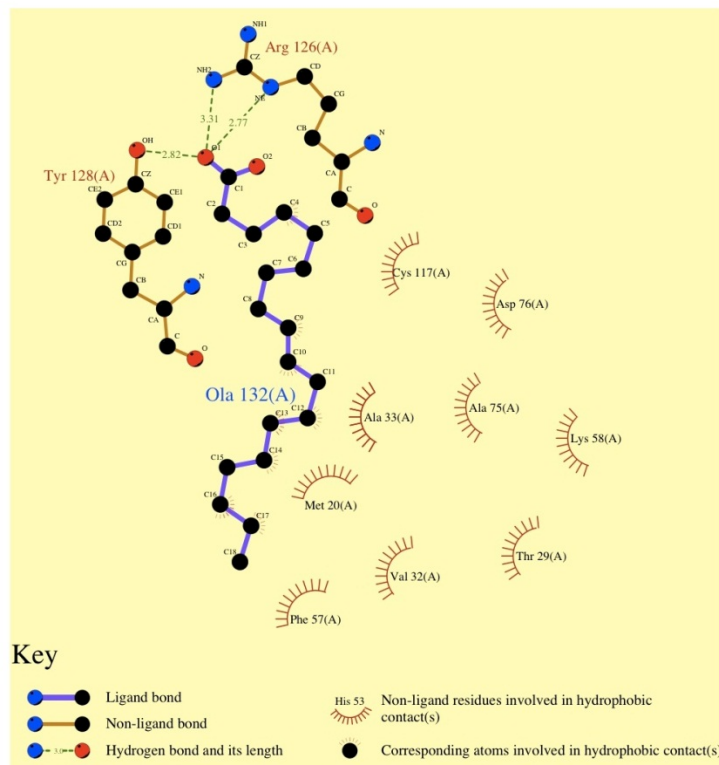 NH1
Arg 126(A)
CZ
NH2
CD
NE
CG
3.31
2.77
OH
CB
N
2.82
O1
O2
CA
Tyr 128(A)
CZ
C1
C
CE2
CE1
C2
C4
O
CD2
CD1
C3
C5
CG
C7
C6
Cys 117(A)
CB
N
Asp 76(A)
CA
C8
C9
C
O
C10
C11
Ola 132(A)
C12
Ala 75(A)
C13
Ala 33(A)
Lys 58(A)
C15
C14
C16
Met 20(A)
C17
C18
Thr 29(A)
Val 32(A)
Phe 57(A)
Key
Ligand bond
His 53
Non-ligand residues involved in hydrophobic
contact(s)
Non-ligand bond
3.0
Hydrogen bond and its length
Corresponding atoms involved in hydrophobic contact(s)